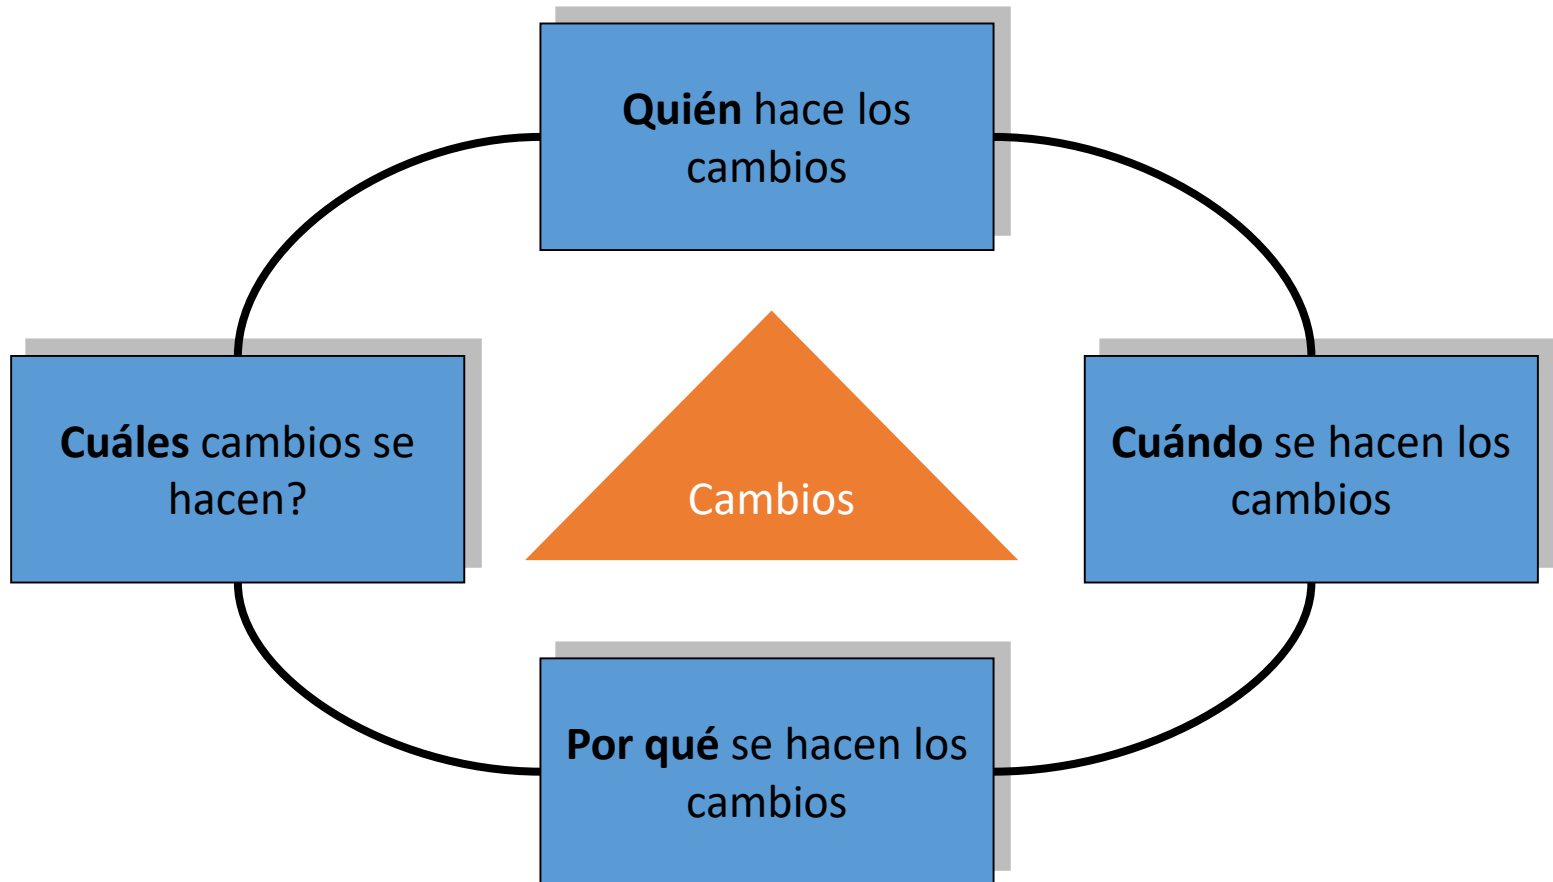 Quién hace los
cambios
Cuáles cambios se
hacen?
Cambios
Cuándo se hacen los
cambios
Por qué se hacen los
cambios